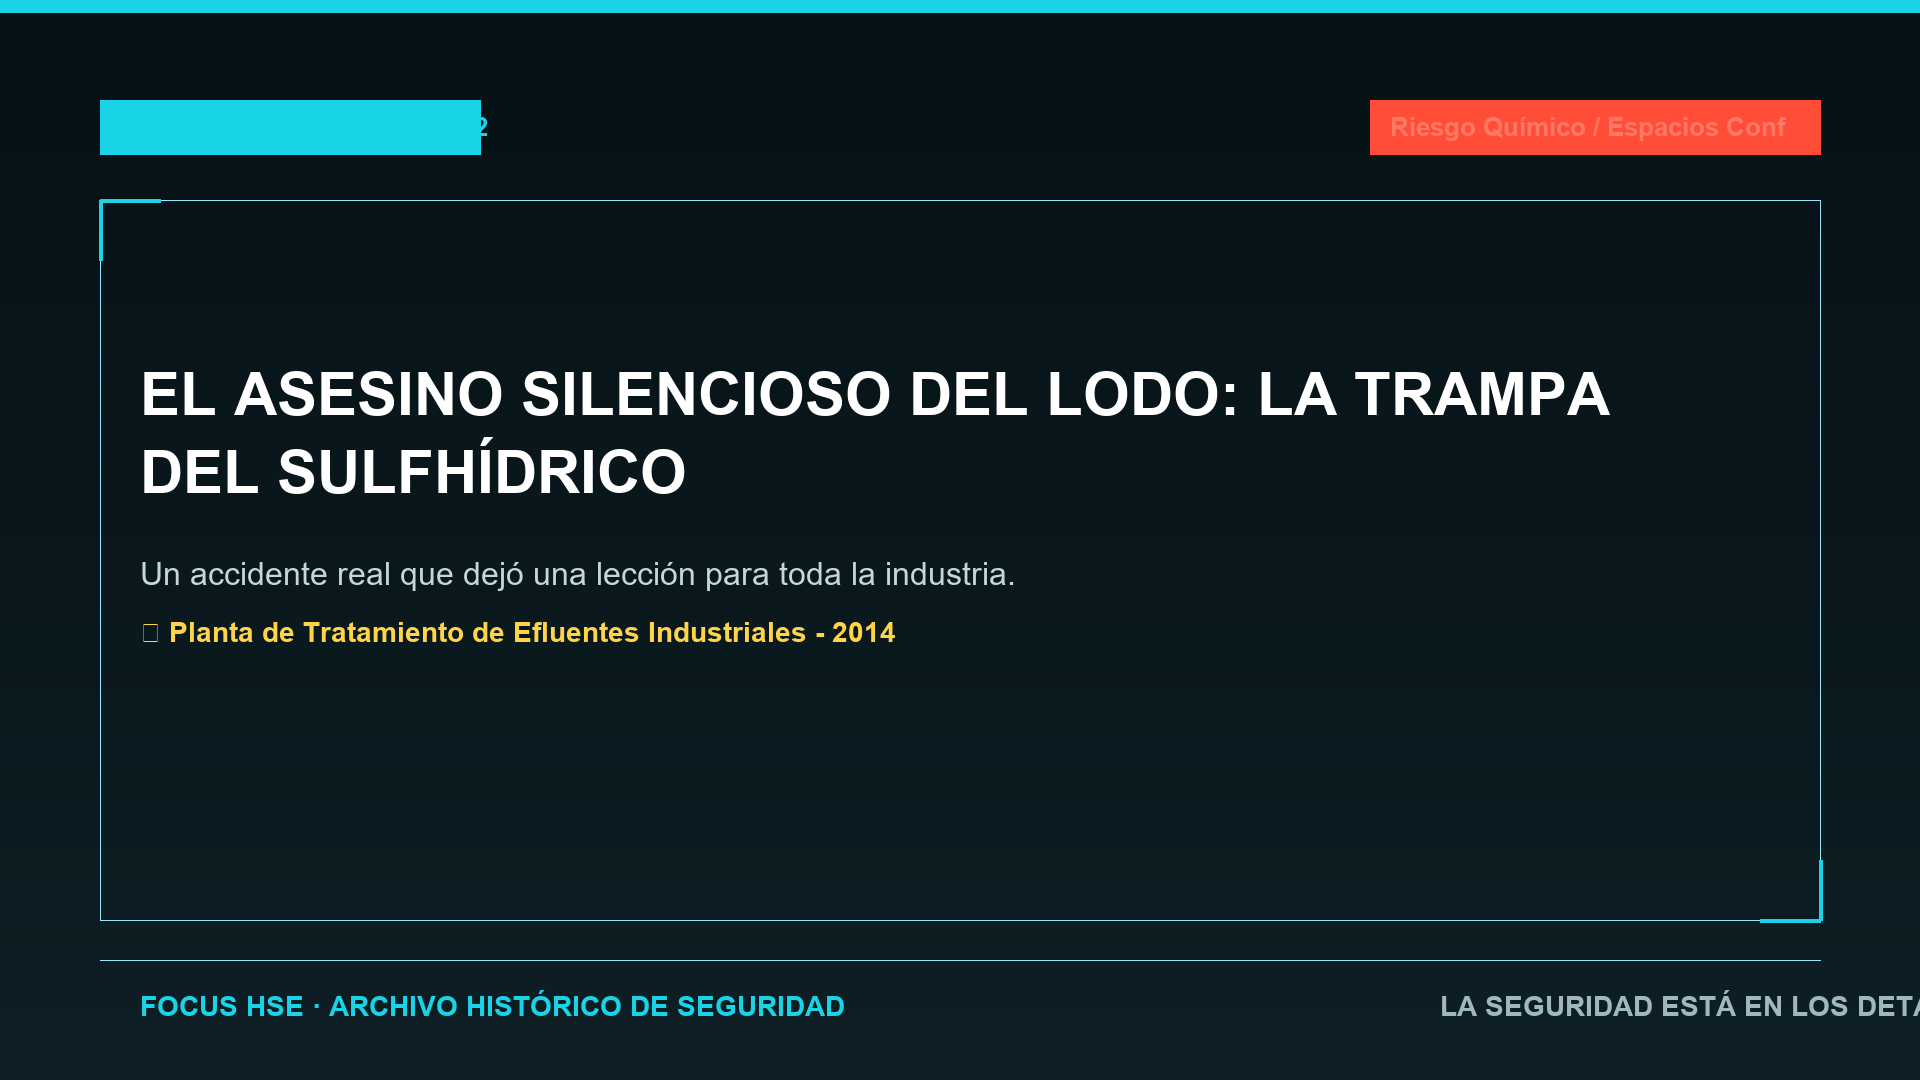 2
Riesgo Químico / Espacios Conf
EL ASESINO SILENCIOSO DEL LODO: LA TRAMPA
DEL SULFHÍDRICO
Un accidente real que dejó una lección para toda la industria.
Planta de Tratamiento de Efluentes Industriales - 2014
FOCUS HSE · ARCHIVO HISTÓRICO DE SEGURIDAD
LA SEGURIDAD ESTÁ EN LOS DETA